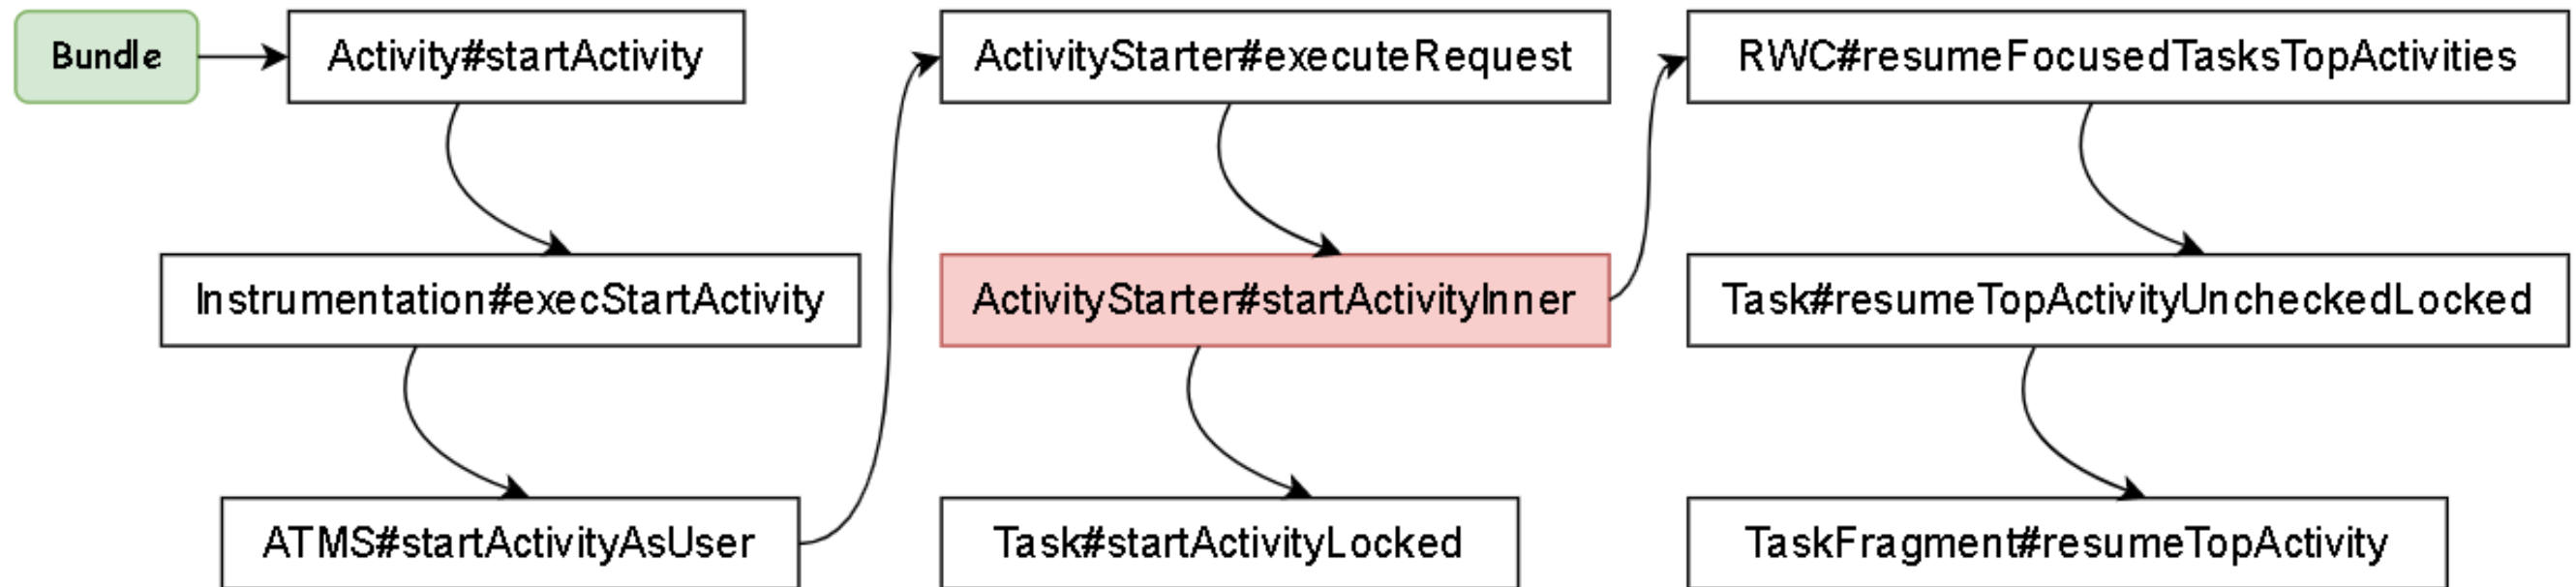 Bundle
Activity#startActivity
Instrumentation#execStartActivity
ATMS#startActivityAsUser
ActivityStarter#executeRequest
ActivityStarter#startActivityInner
Task#startActivityLocked
RWC#resumeFocusedTasksTopActivities
Task#resumeTopActivityUncheckedLocked
TaskFragment#resumeTopActivity